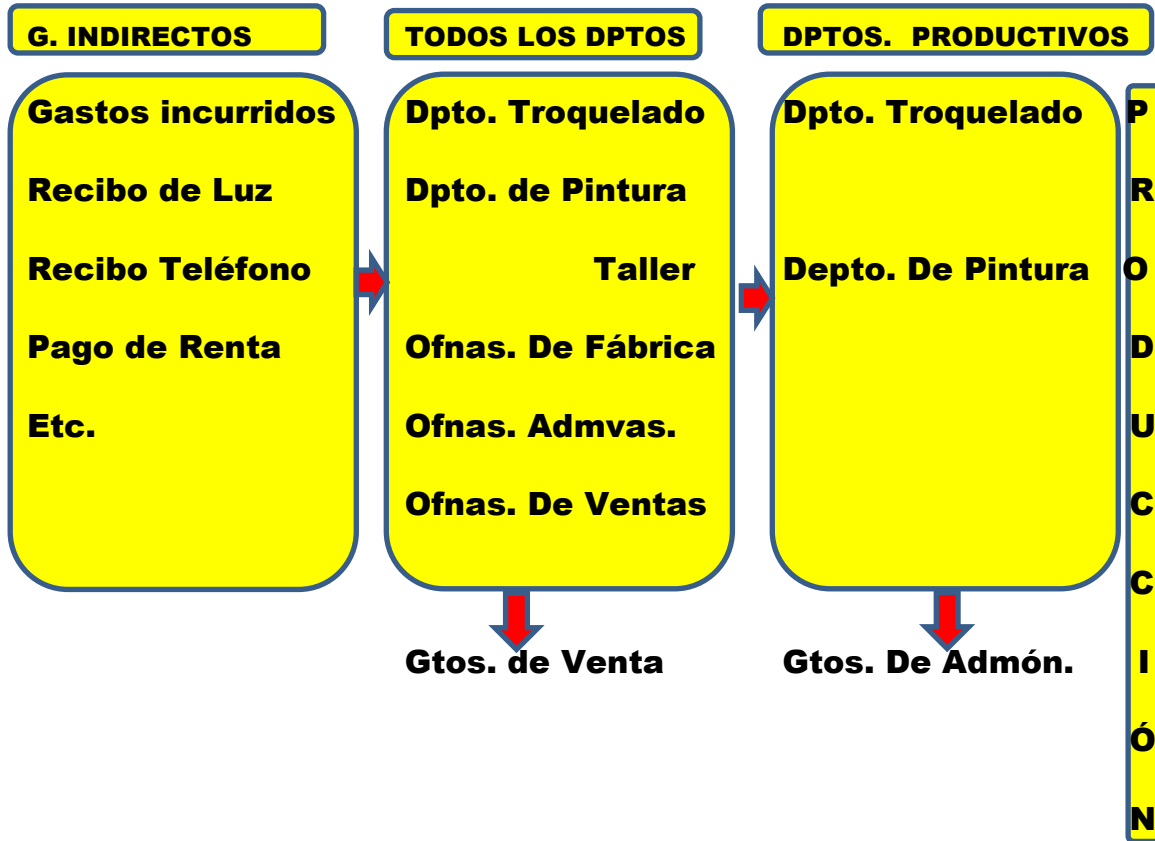 G. INDIRECTOS
TODOS LOS DPTOS
DPTOS.  PRODUCTIVOS
Gastos incurridos
Recibo de Luz
Recibo Teléfono
Pago de Renta
Etc.
Dpto. Troquelado
Dpto. de Pintura
Taller
Ofnas. De Fábrica
Ofnas. Admvas.
Ofnas. De Ventas
Dpto. Troquelado
Depto. De Pintura
Gtos. de Venta
Gtos. De Admón.
P
R
O
D
U
C
C
I
Ó
N